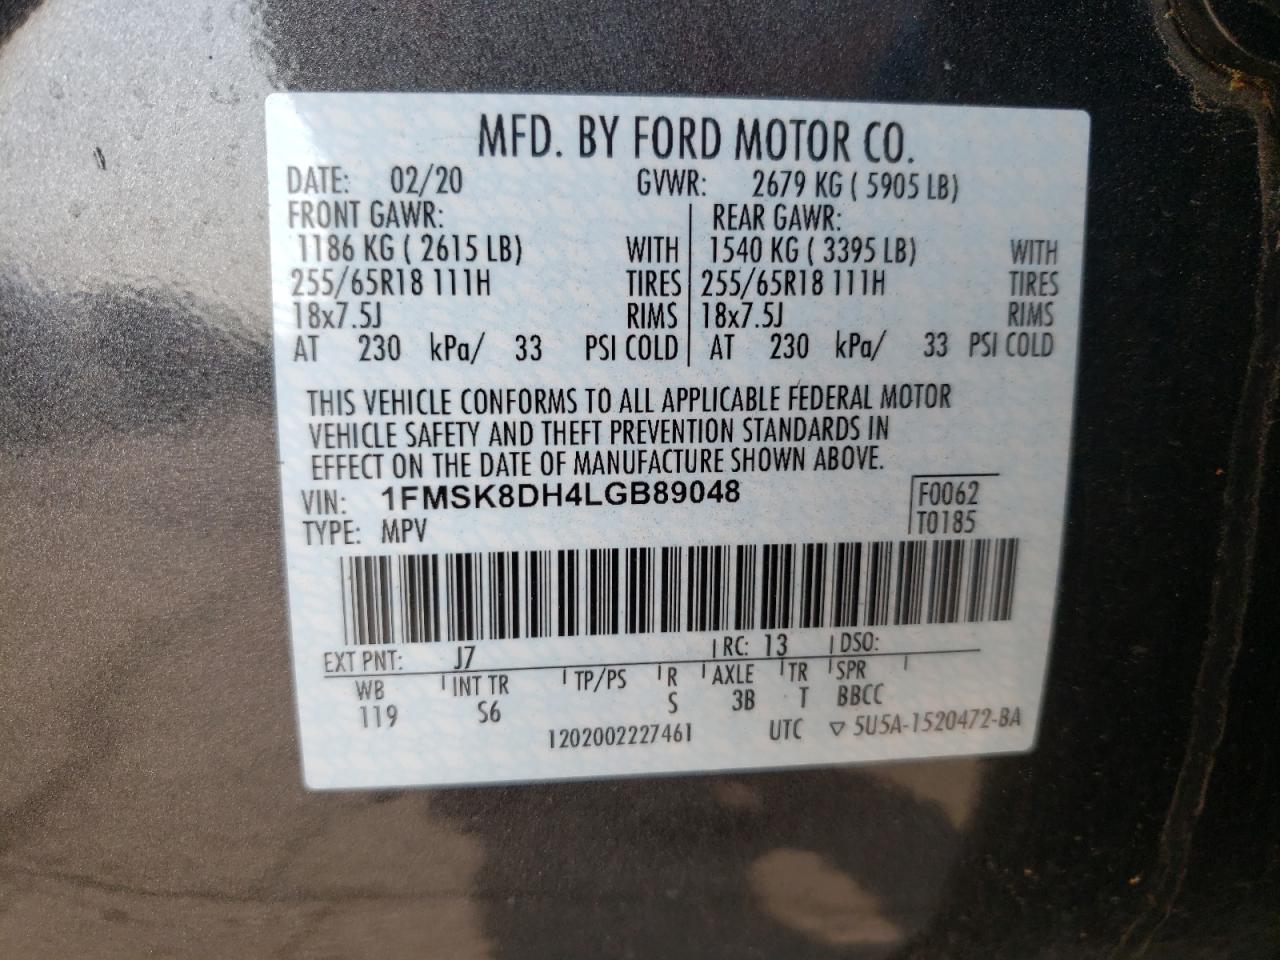 MFD. BY FORD MOTOR CO.
DATE: 02/20 GVWR: 2679 KG ( 5905 LB)
FRONT GAWR: REAR GAWR:
1186 KG ( 2615 LB) WITH 1540 KG ( 3395 LB) WITH
255/65R18 111H TIRES 255/65R18 111H TIRES
18x7.5J RIMS 18x7.5J RIMS
AT 230 kPa/ 33 PSI COLD AT 230 kPa/ 33 PSI COLD
THIS VEHICLE CONFORMS TO ALL APPLICABLE FEDERAL MOTOR
VEHICLE SAFETY AND THEFT PREVENTION STANDARDS IN
EFFECT ON THE DATE OF MANUFACTURE SHOWN ABOVE.
VIN: 1FMSK8DH4LGB89048 F0062
TYPE: MPV T0185
EXT PNT: J7 RC: 13 DSO:
WB INT TR TP/PS R AXLE TR SPR
119 S6 S 3B T BBCC
1202002227461 UTC ▽ 5U5A-1520472-BA